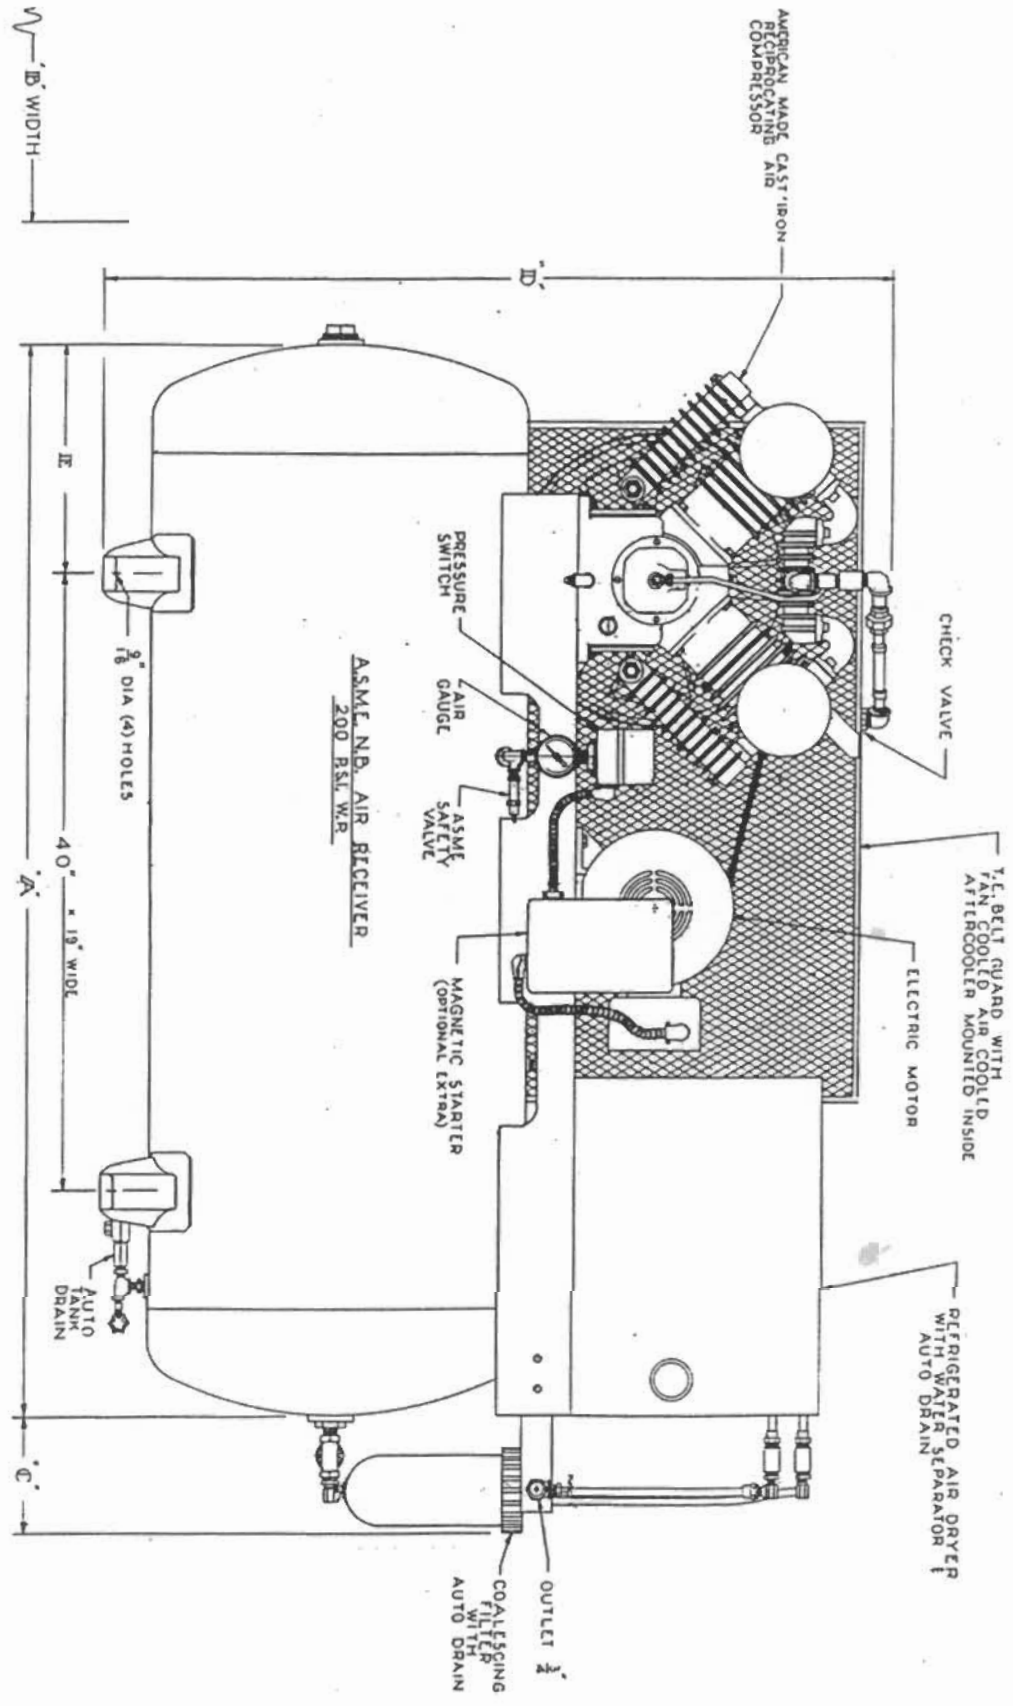 AMERICAN MADE CAST IRON
RECIPROCATING AIR
COMPRESSOR
"B" WIDTH
"D"
CHECK VALVE
T.E. BELT GUARD WITH
FAN COOLED AIR COOLED
AFTERCOOLER MOUNTED INSIDE
ELECTRIC MOTOR
REFRIGERATED AIR DRYER
WITH WATER SEPARATOR &
AUTO DRAIN
PRESSURE
SWITCH
AIR
GAUGE
ASME
SAFETY
VALVE
MAGNETIC STARTER
(OPTIONAL EXTRA)
OUTLET 3/4"
COALESCING
FILTER
WITH
AUTO DRAIN
A.S.M.E. N.B. AIR RECEIVER
200 P.S.I. W.P.
9/16" DIA (4) HOLES
AUTO
TANK
DRAIN
E
40" x 19" WIDE
"A"
"C"